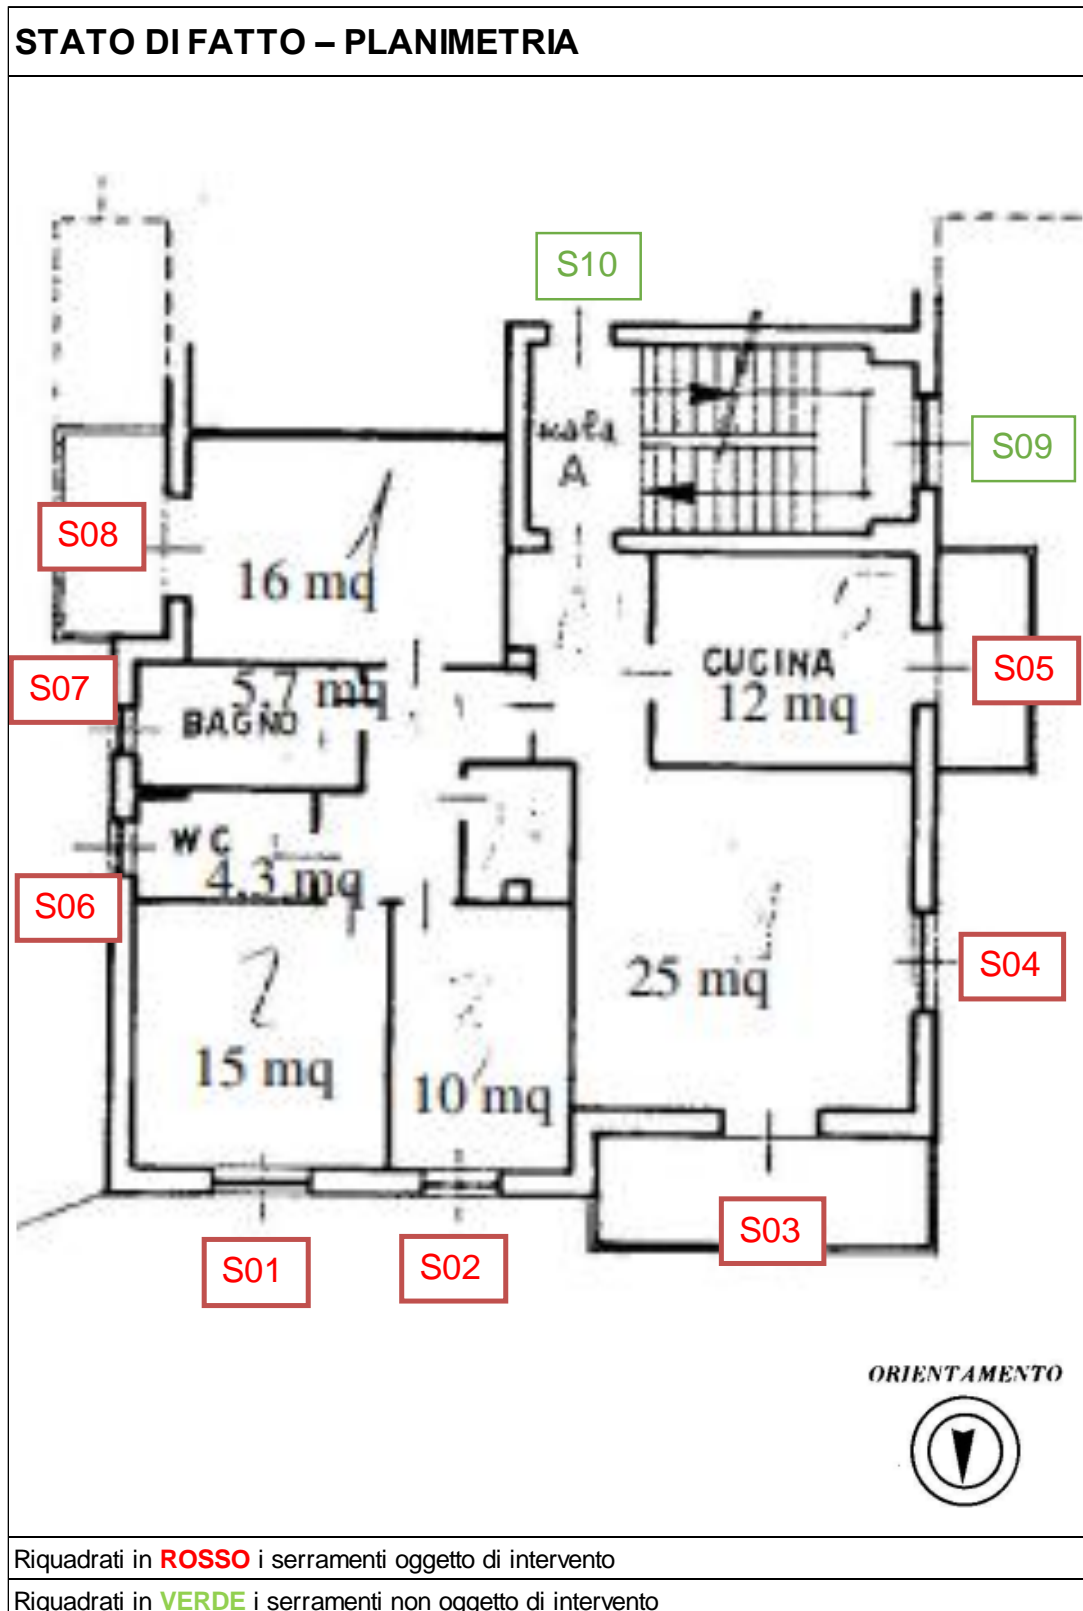 STATO DI FATTO – PLANIMETRIA
S10
A
S09
S08
16 mq
CUCINA
S05
S07
5.7 mq
12 mq
BAGNO
WC
4.3 mq
S06
25 mq
S04
15 mq
10 mq
S03
S01
S02
ORIENTAMENTO
Riquadrati in ROSSO i serramenti oggetto di intervento
Riquadrati in VERDE i serramenti non oggetto di intervento